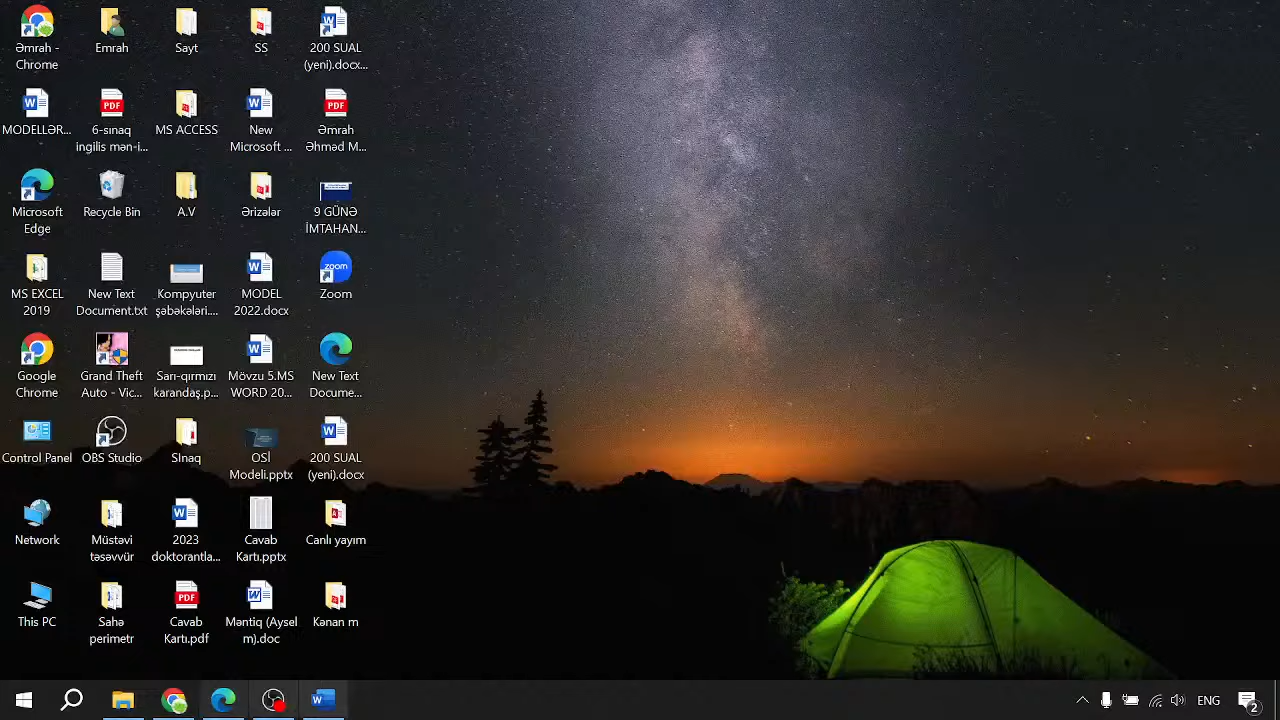 Əmrah -
Chrome
Emrah
Sayt
SS
200 SUAL
(yeni).docx...
MODELLƏR...
6-sınaq
ingilis mən-i...
MS ACCESS
New
Microsoft ...
Əmrah
Əhməd M...
Microsoft
Edge
Recycle Bin
A.V
Ərizələr
9 GÜNƏ
İMTAHAN...
MS EXCEL
2019
New Text
Document.txt
Kompyuter
şəbəkələri....
MODEL
2022.docx
Zoom
Google
Chrome
Grand Theft
Auto - Vic...
Sarı-qırmızı
karandaş.p...
Mövzu 5.MS
WORD 20...
New Text
Docume...
Control Panel
OBS Studio
SInaq
OSİ
Modeli.pptx
200 SUAL
(yeni).docx
Network
Müstəvi
təsəvvür
2023
doktorantla...
Cavab
Kartı.pptx
Canlı yayım
This PC
Sahə
perimetr
Cavab
Kartı.pdf
Məntiq (Aysel
m).doc
Kənan m
ENG
2